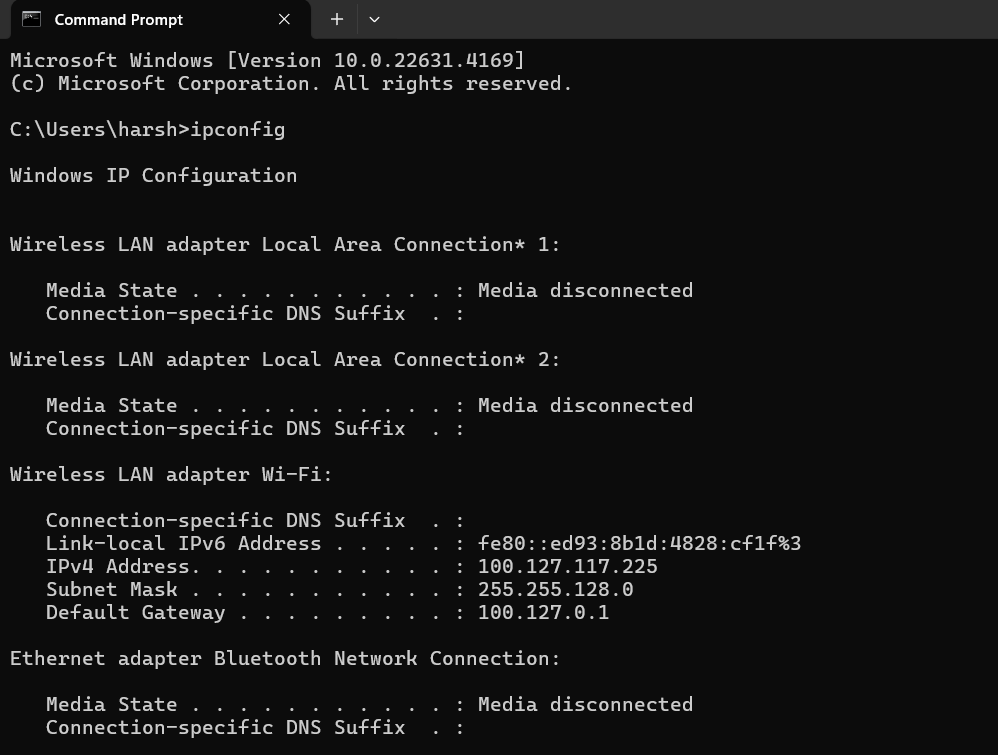 Command Prompt
Microsoft Windows [Version 10.0.22631.4169]
(c) Microsoft Corporation. All rights reserved.
C:\Users\harsh>ipconfig
Windows IP Configuration
Wireless LAN adapter Local Area Connection* 1:
Media State . . . . . . . . . . . : Media disconnected
Connection-specific DNS Suffix  . :
Wireless LAN adapter Local Area Connection* 2:
Media State . . . . . . . . . . . : Media disconnected
Connection-specific DNS Suffix  . :
Wireless LAN adapter Wi-Fi:
Connection-specific DNS Suffix  . :
Link-local IPv6 Address . . . . . : fe80::ed93:8b1d:4828:cf1f%3
IPv4 Address. . . . . . . . . . . : 100.127.117.225
Subnet Mask . . . . . . . . . . . : 255.255.128.0
Default Gateway . . . . . . . . . : 100.127.0.1
Ethernet adapter Bluetooth Network Connection:
Media State . . . . . . . . . . . : Media disconnected
Connection-specific DNS Suffix  . :